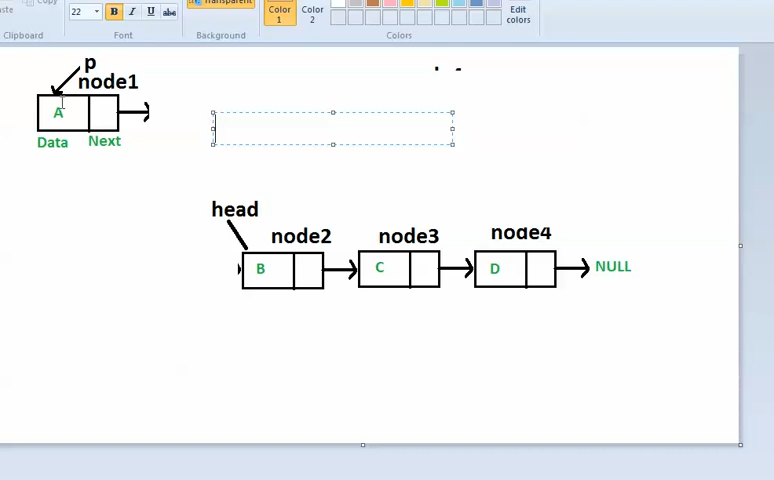 Copy
Transparent
22 B I U abc
Color 1
Color 2
Edit colors
Clipboard
Font
Background
Colors
p
node1
A
Data Next
head
node2 node3 node4
B C D NULL